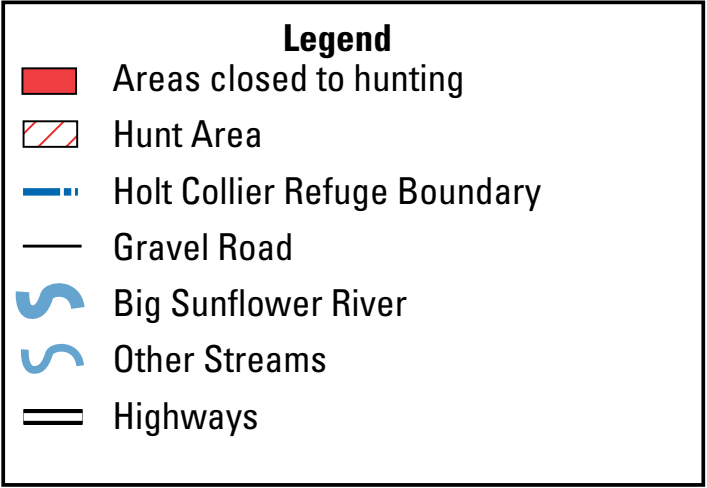 Legend
Areas closed to hunting
Hunt Area
Holt Collier Refuge Boundary
Gravel Road
Big Sunflower River
Other Streams
Highways